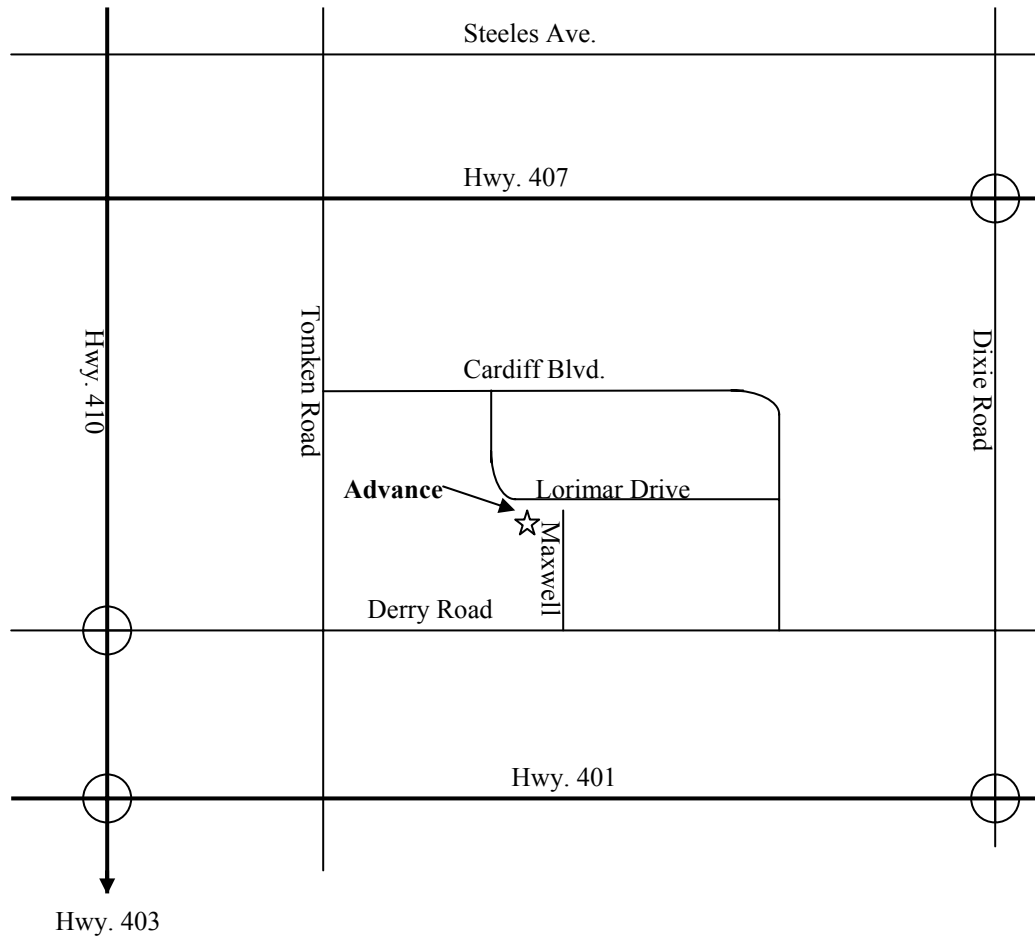 Steeles Ave.
Hwy. 407
Hwy. 410
Tomken Road
Dixie Road
Cardiff Blvd.
Advance
Lorimar Drive
Maxwell
Derry Road
Hwy. 401
Hwy. 403